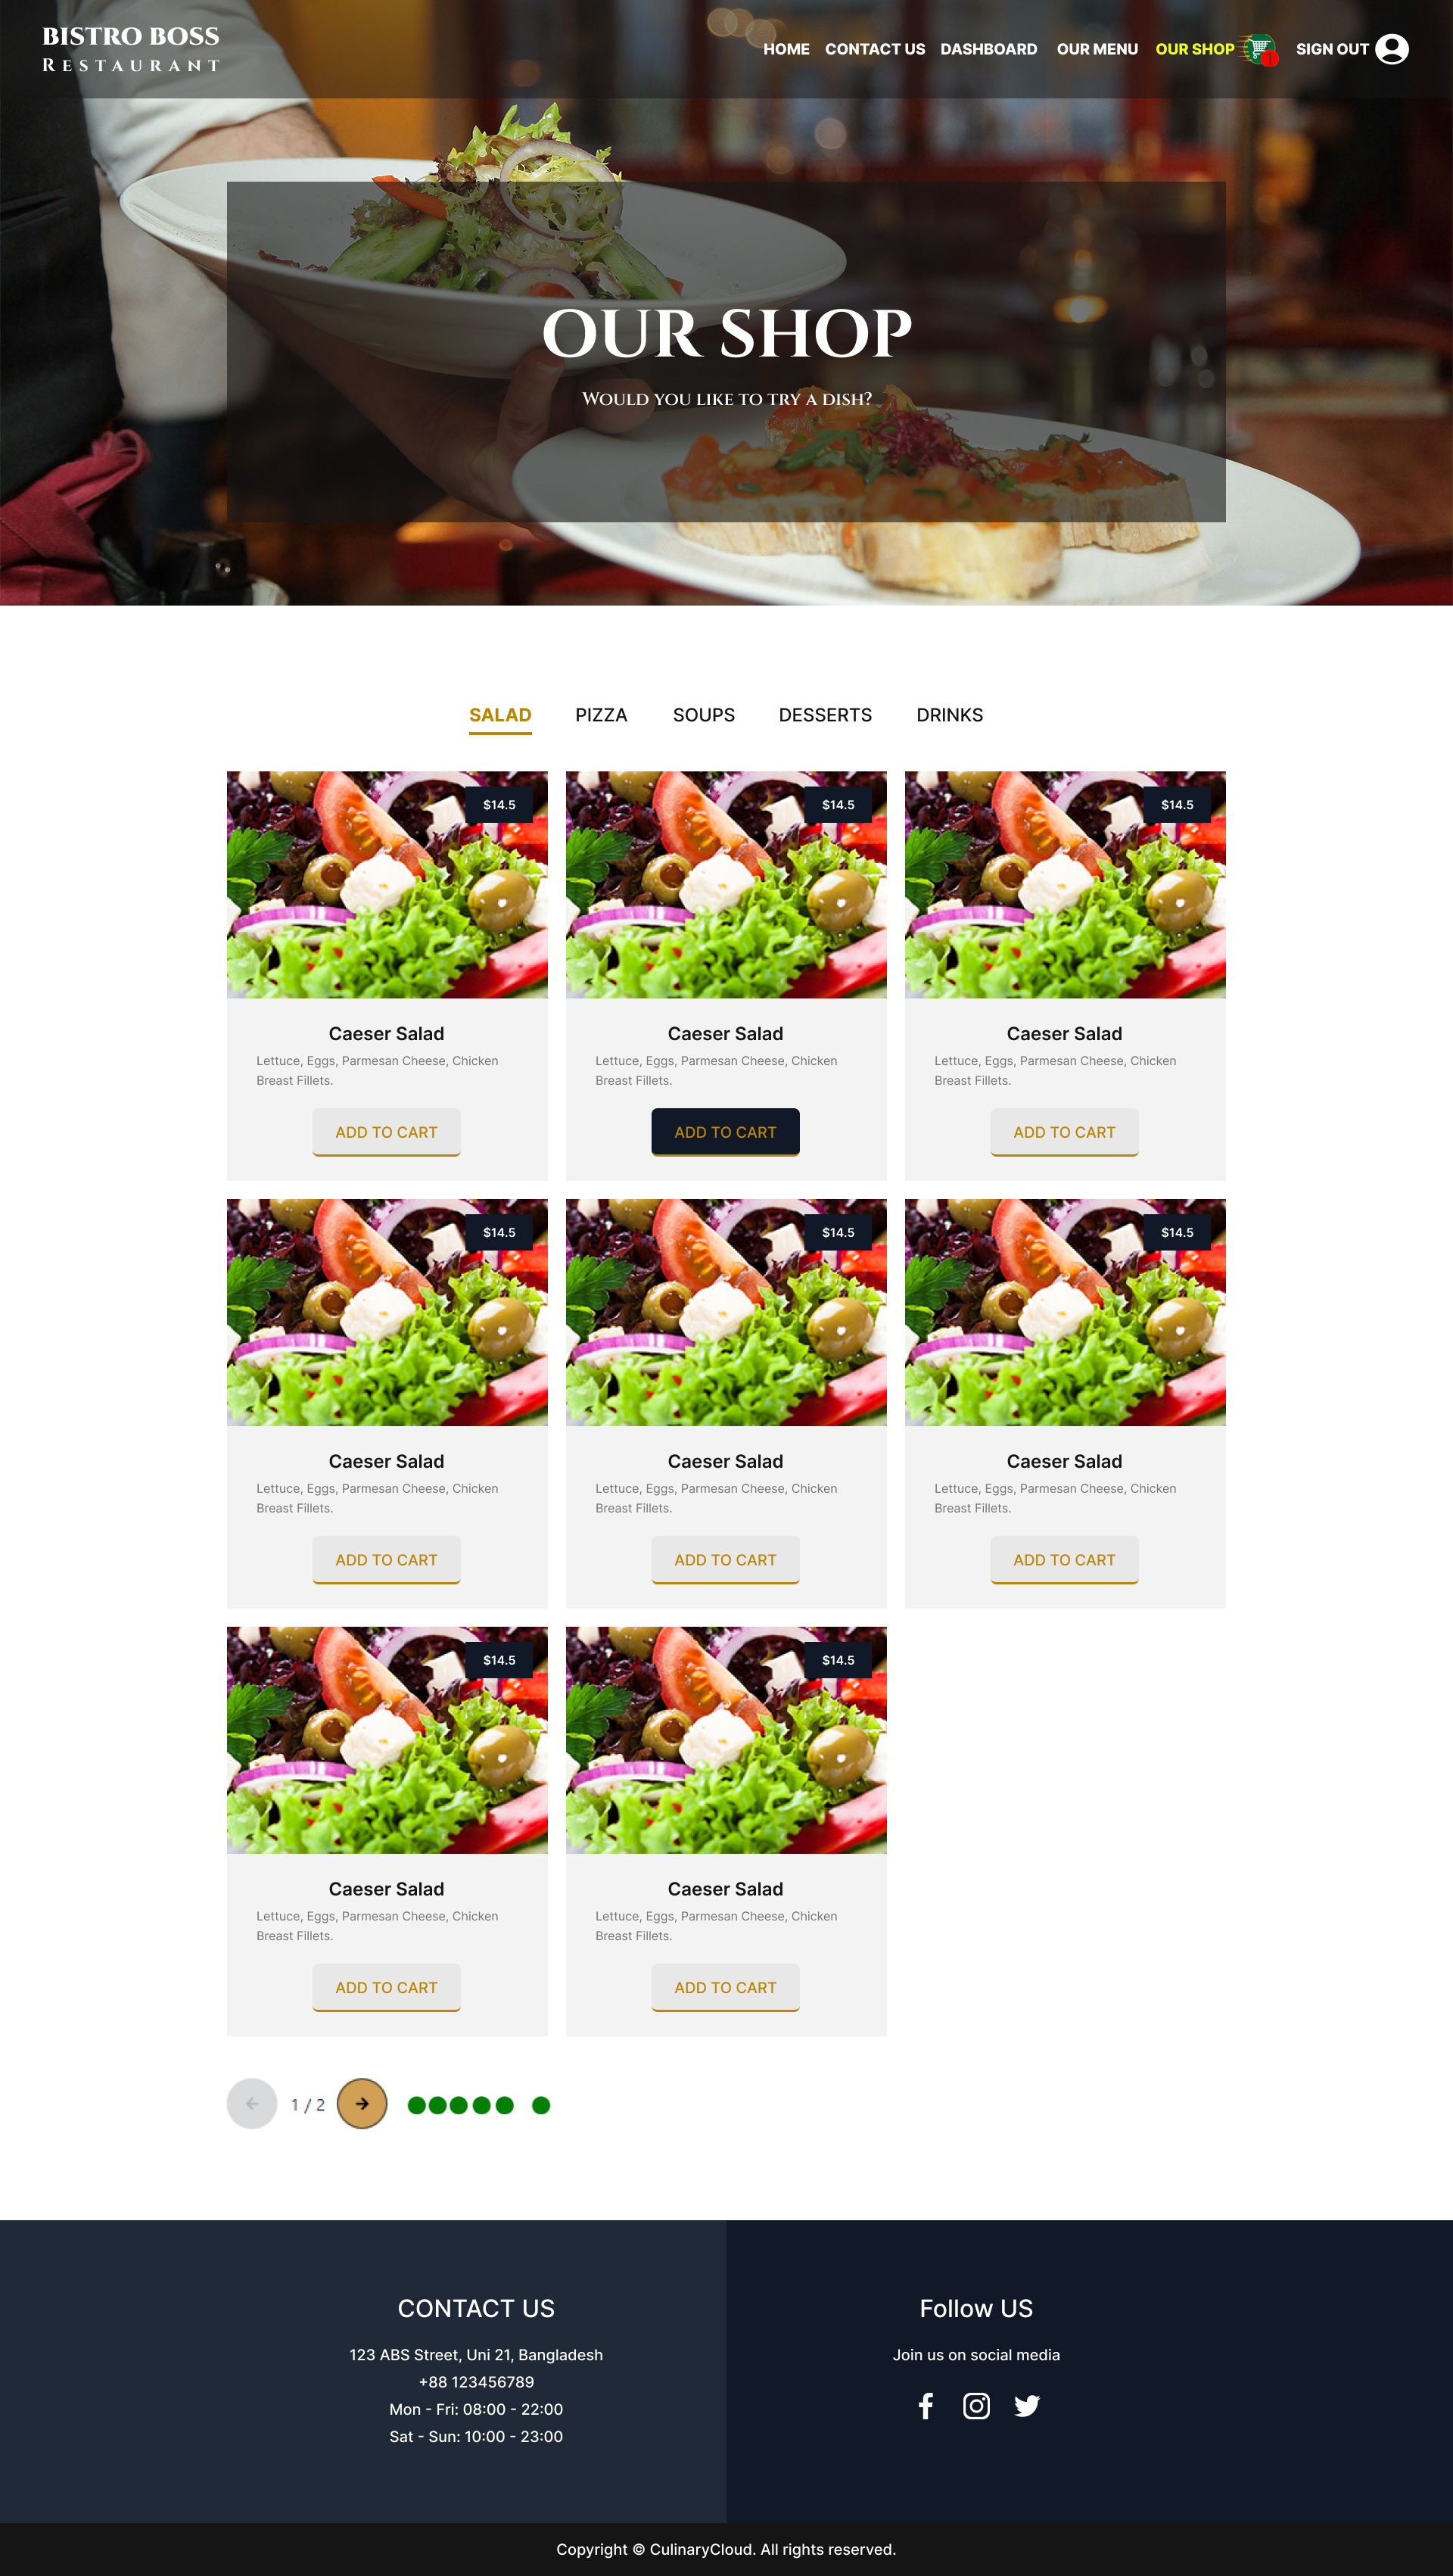 BISTRO BOSS
RESTAURANT
HOME CONTACT US DASHBOARD OUR MENU OUR SHOP 1 SIGN OUT
OUR SHOP
WOULD YOU LIKE TO TRY A DISH?
SALAD PIZZA SOUPS DESSERTS DRINKS
$14.5 $14.5 $14.5
Caeser Salad Caeser Salad Caeser Salad
Lettuce, Eggs, Parmesan Cheese, Chicken Lettuce, Eggs, Parmesan Cheese, Chicken Lettuce, Eggs, Parmesan Cheese, Chicken
Breast Fillets. Breast Fillets. Breast Fillets.
ADD TO CART ADD TO CART ADD TO CART
$14.5 $14.5 $14.5
Caeser Salad Caeser Salad Caeser Salad
Lettuce, Eggs, Parmesan Cheese, Chicken Lettuce, Eggs, Parmesan Cheese, Chicken Lettuce, Eggs, Parmesan Cheese, Chicken
Breast Fillets. Breast Fillets. Breast Fillets.
ADD TO CART ADD TO CART ADD TO CART
$14.5 $14.5
Caeser Salad Caeser Salad
Lettuce, Eggs, Parmesan Cheese, Chicken Lettuce, Eggs, Parmesan Cheese, Chicken
Breast Fillets. Breast Fillets.
ADD TO CART ADD TO CART
1 / 2
CONTACT US
123 ABS Street, Uni 21, Bangladesh
+88 123456789
Mon - Fri: 08:00 - 22:00
Sat - Sun: 10:00 - 23:00
Follow US
Join us on social media
Copyright © CulinaryCloud. All rights reserved.